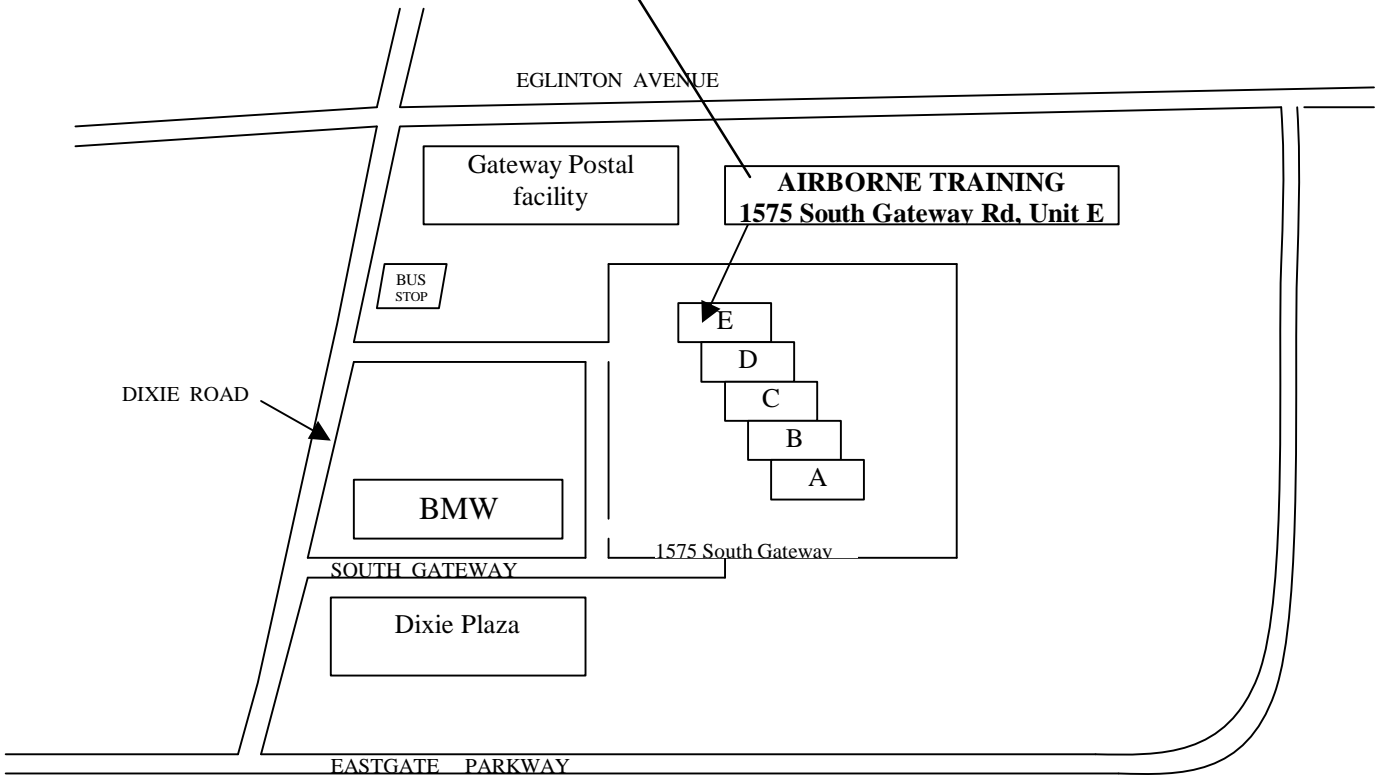 EGLINTON AVENUE
Gateway Postal
facility
AIRBORNE TRAINING
1575 South Gateway Rd, Unit E
BUS
STOP
E
D
DIXIE ROAD
C
B
A
BMW
1575 South Gateway
SOUTH GATEWAY
Dixie Plaza
EASTGATE PARKWAY